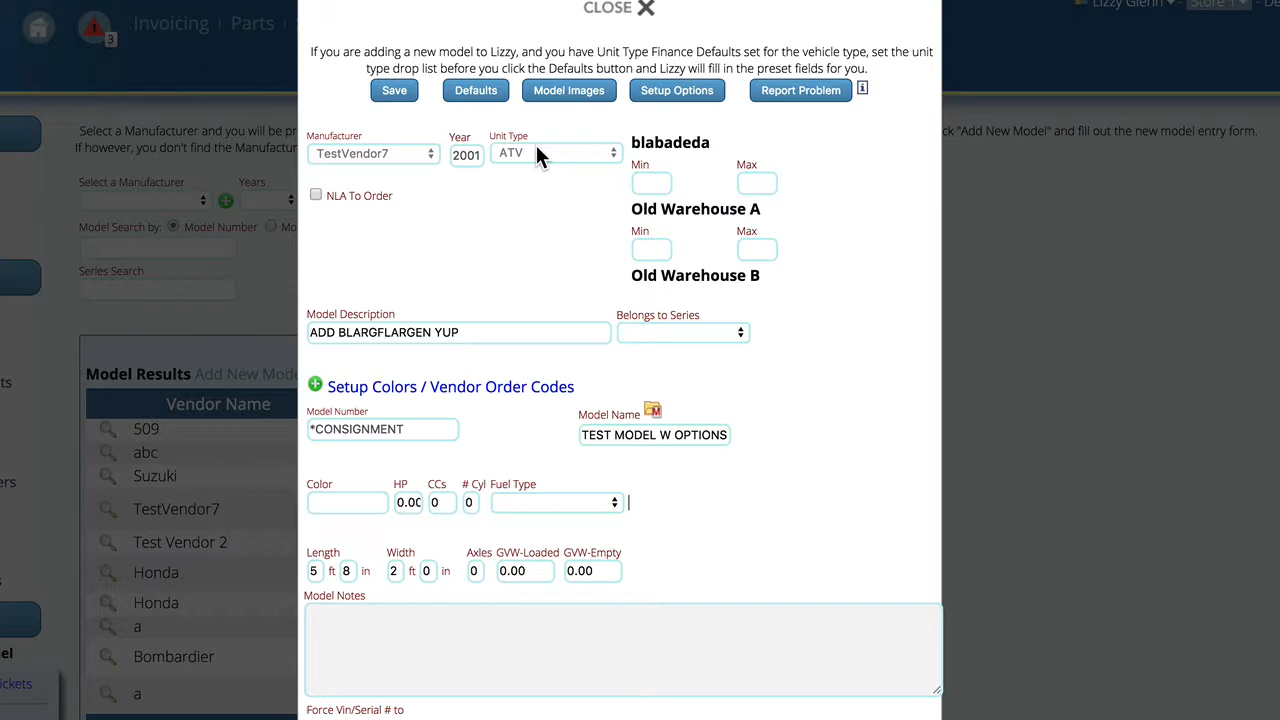 CLOSE
Invoicing Parts
Lizzy Glenn Store 1 De
3
If you are adding a new model to Lizzy, and you have Unit Type Finance Defaults set for the vehicle type, set the unit
type drop list before you click the Defaults button and Lizzy will fill in the preset fields for you.
Save Defaults Model Images Setup Options Report Problem i
Select a Manufacturer and you will be pr
ck "Add New Model" and fill out the new model entry form.
If however, you don't find the Manufact
Manufacturer Year Unit Type
TestVendor7 2001 ATV
NLA To Order
blabadeda
Min Max
Old Warehouse A
Min Max
Old Warehouse B
Select a Manufacturer Years
Model Search by: Model Number Mo
Series Search
Model Description Belongs to Series
ADD BLARGFLARGEN YUP
Setup Colors / Vendor Order Codes
Model Number Model Name M
*CONSIGNMENT TEST MODEL W OPTIONS
Color HP CCs # Cyl Fuel Type
0.00 0 0
Length Width Axles GVW-Loaded GVW-Empty
5 ft 8 in 2 ft 0 in 0 0.00 0.00
Model Notes
Force Vin/Serial # to
Model Results Add New Mode
Vendor Name
509
abc
Suzuki
TestVendor7
Test Vendor 2
Honda
Honda
a
Bombardier
a
ts
ers
s
el
ickets